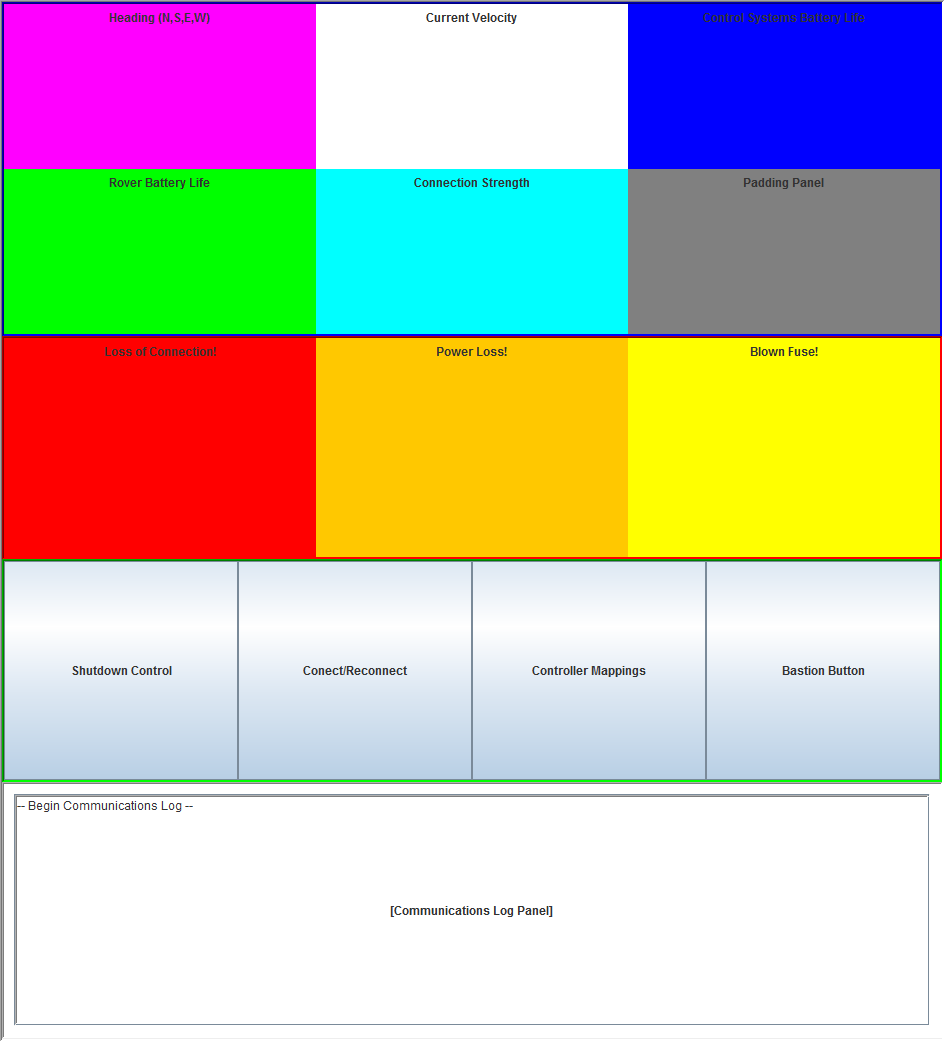 Heading (N,S,E,W)
Current Velocity
Control Systems Battery Life
Rover Battery Life
Connection Strength
Padding Panel
Loss of Connection!
Power Loss!
Blown Fuse!
Shutdown Control
Conect/Reconnect
Controller Mappings
Bastion Button
-- Begin Communications Log --
[Communications Log Panel]